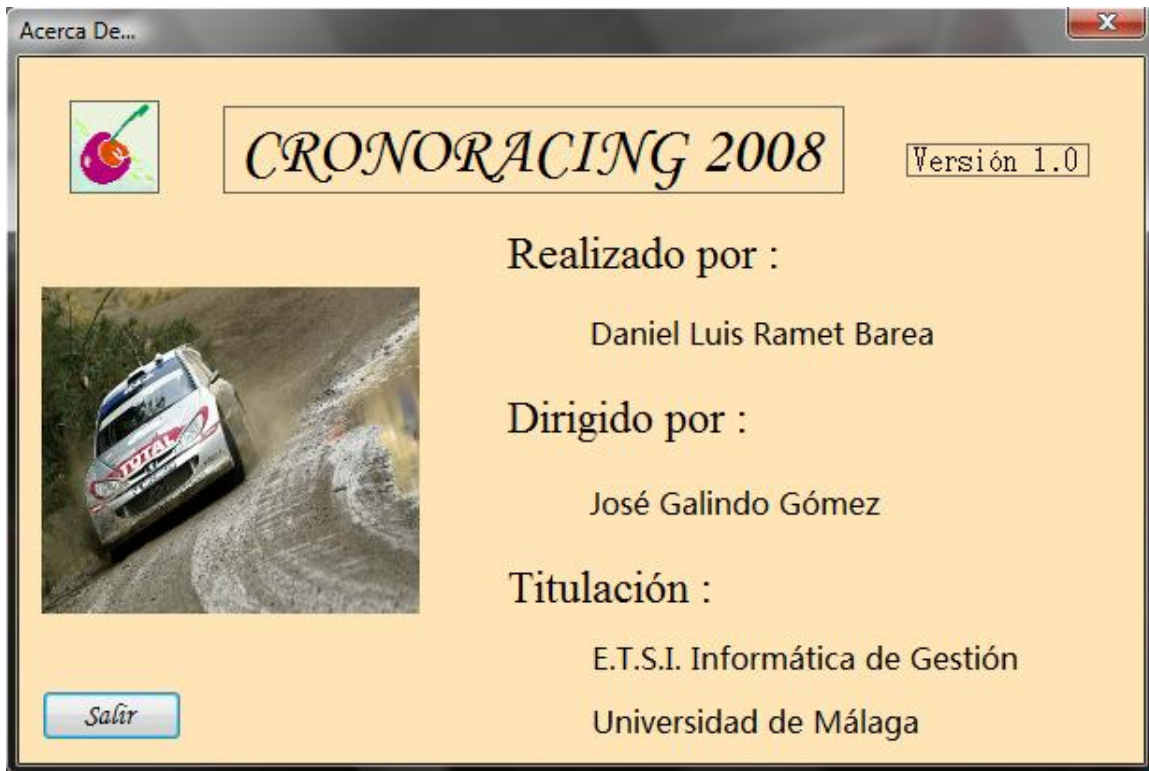 Acerca De...
CRONORACING 2008
Versión 1.0
Realizado por :
Daniel Luis Ramet Barea
Dirigido por :
José Galindo Gómez
TOTAL
Titulación :
E.T.S.I. Informática de Gestión
Universidad de Málaga
Salir